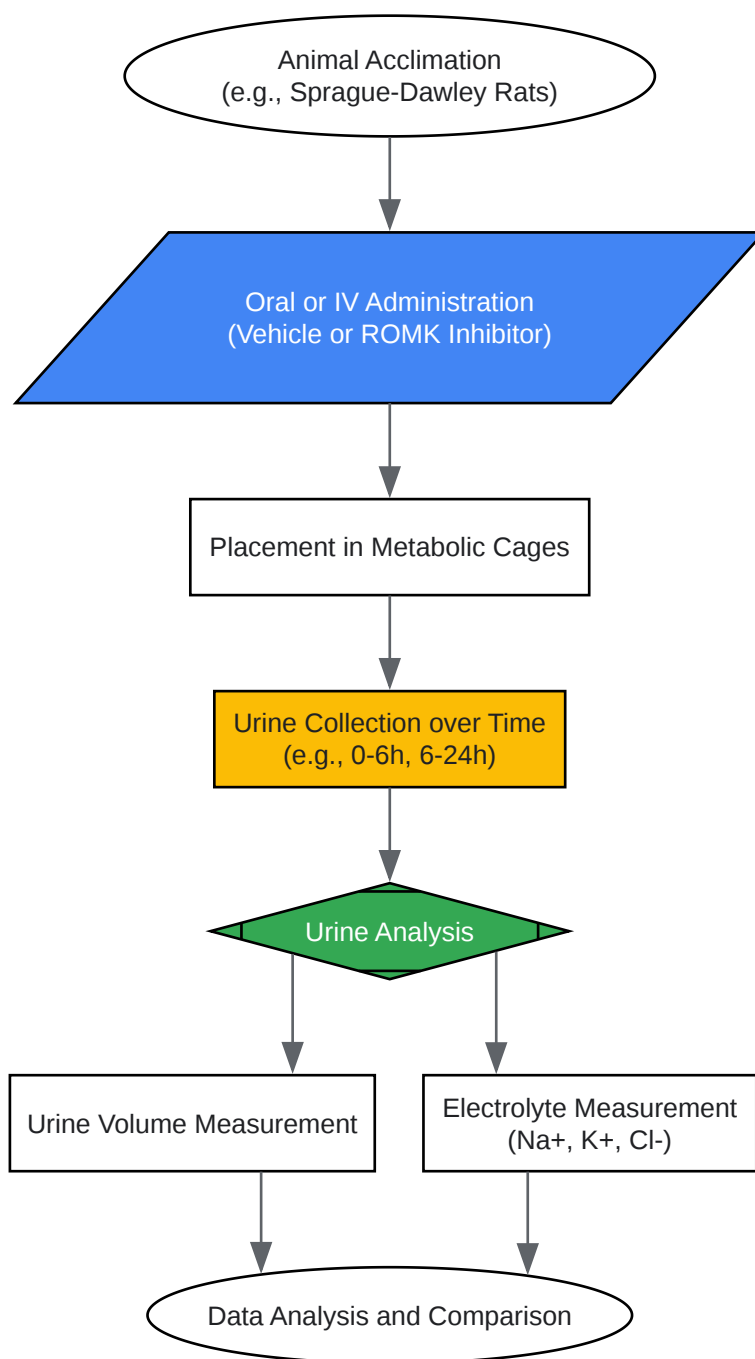 Animal Acclimation
(e.g., Sprague-Dawley Rats)
Oral or IV Administration
(Vehicle or ROMK Inhibitor)
Placement in Metabolic Cages
Urine Collection over Time
(e.g., 0-6h, 6-24h)
Urine Analysis
Urine Volume Measurement
Electrolyte Measurement
(Na+, K+, Cl-)
Data Analysis and Comparison